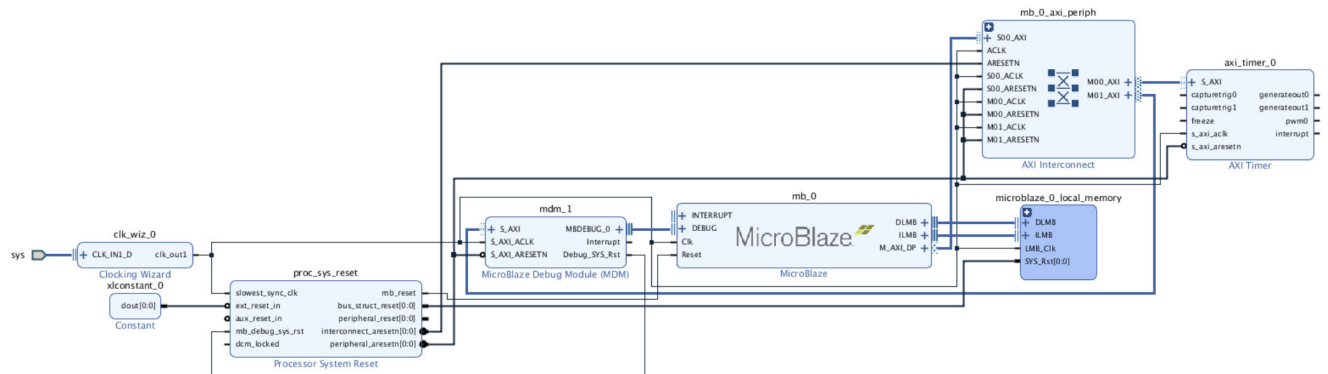 sys
clk_wiz_0
CLK_IN1_D clk_out1
Clocking Wizard
xlconstant_0
dout[0:0]
Constant
proc_sys_reset
slowest_sync_clk mb_reset
ext_reset_in bus_struct_reset[0:0]
aux_reset_in peripheral_reset[0:0]
mb_debug_sys_rst interconnect_aresetn[0:0]
dcm_locked peripheral_aresetn[0:0]
Processor System Reset
mdm_1
S_AXI MBDEBUG_0
S_AXI_ACLK Interrupt
S_AXI_ARESETN Debug_SYS_Rst
MicroBlaze Debug Module (MDM)
mb_0
INTERRUPT
DEBUG DLMB
Clk ILMB
Reset M_AXI_DP
MicroBlaze
MicroBlaze
mb_0_axi_periph
S00_AXI
ACLK
ARESETN
S00_ACLK M00_AXI
S00_ARESETN M01_AXI
M00_ACLK
M00_ARESETN
M01_ACLK
M01_ARESETN
AXI Interconnect
axi_timer_0
S_AXI
capturetrig0 generateout0
capturetrig1 generateout1
freeze pwm0
s_axi_aclk interrupt
s_axi_aresetn
AXI Timer
microblaze_0_local_memory
DLMB
ILMB
LMB_Clk
SYS_Rst[0:0]